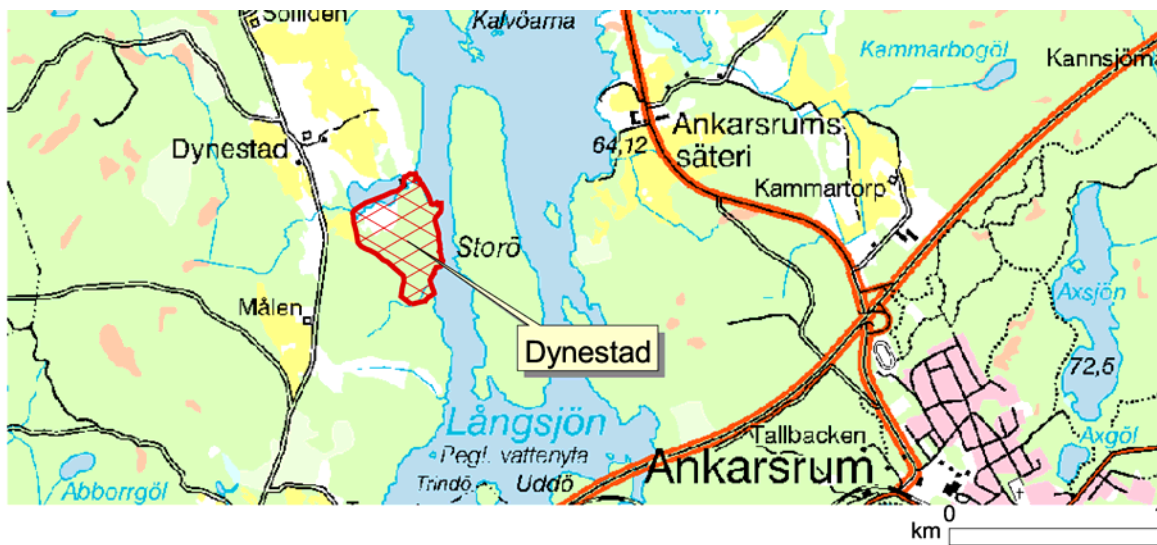 Solliden
Kalvöarna
Kammarbogöl
Dynestad
Ankarsrums
säteri
64,12
Kammartorp
Storö
Målen
Axsjön
Dynestad
72,5
Långsjön
Regl. vattenyta
Trindö
Uddö
Tallbacken
Ankarsrum
Axgöl
Abborrgöl
km
0